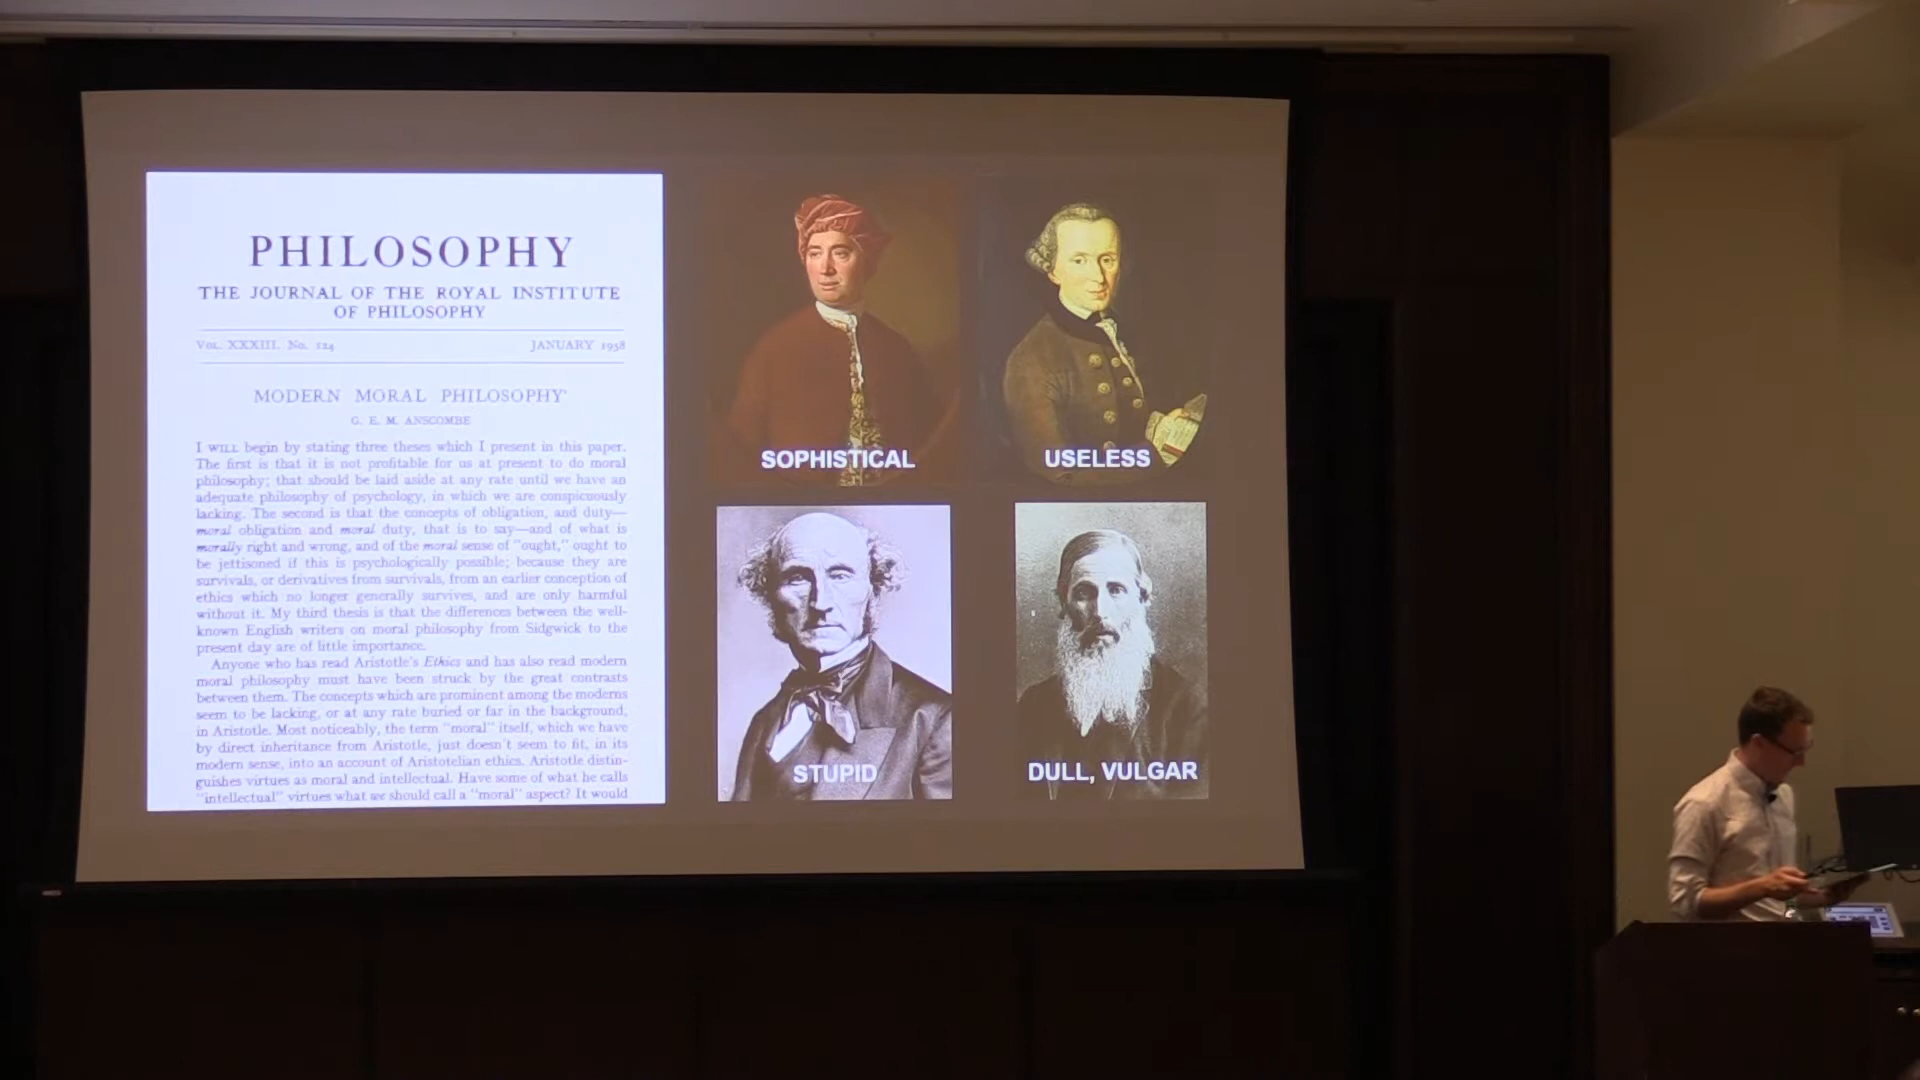 PHILOSOPHY
THE JOURNAL OF THE ROYAL INSTITUTE
OF PHILOSOPHY
VOL. XXXIII. No. 124 JANUARY 1958
MODERN MORAL PHILOSOPHY¹
G. E. M. ANSCOMBE
I WILL begin by stating three theses which I present in this paper.
The first is that it is not profitable for us at present to do moral
philosophy; that should be laid aside at any rate until we have an
adequate philosophy of psychology, in which we are conspicuously
lacking. The second is that the concepts of obligation, and duty—
moral obligation and moral duty, that is to say—and of what is
morally right and wrong, and of the moral sense of "ought," ought to
be jettisoned if this is psychologically possible; because they are
survivals, or derivatives from survivals, from an earlier conception of
ethics which no longer generally survives, and are only harmful
without it. My third thesis is that the differences between the well-
known English writers on moral philosophy from Sidgwick to the
present day are of little importance.
Anyone who has read Aristotle's Ethics and has also read modern
moral philosophy must have been struck by the great contrasts
between them. The concepts which are prominent among the moderns
seem to be lacking, or at any rate buried or far in the background,
in Aristotle. Most noticeably, the term "moral" itself, which we have
by direct inheritance from Aristotle, just doesn't seem to fit, in its
modern sense, into an account of Aristotelian ethics. Aristotle distin-
guishes virtues as moral and intellectual. Have some of what he calls
"intellectual" virtues what we should call a "moral" aspect? It would
SOPHISTICAL
USELESS
STUPID
DULL, VULGAR